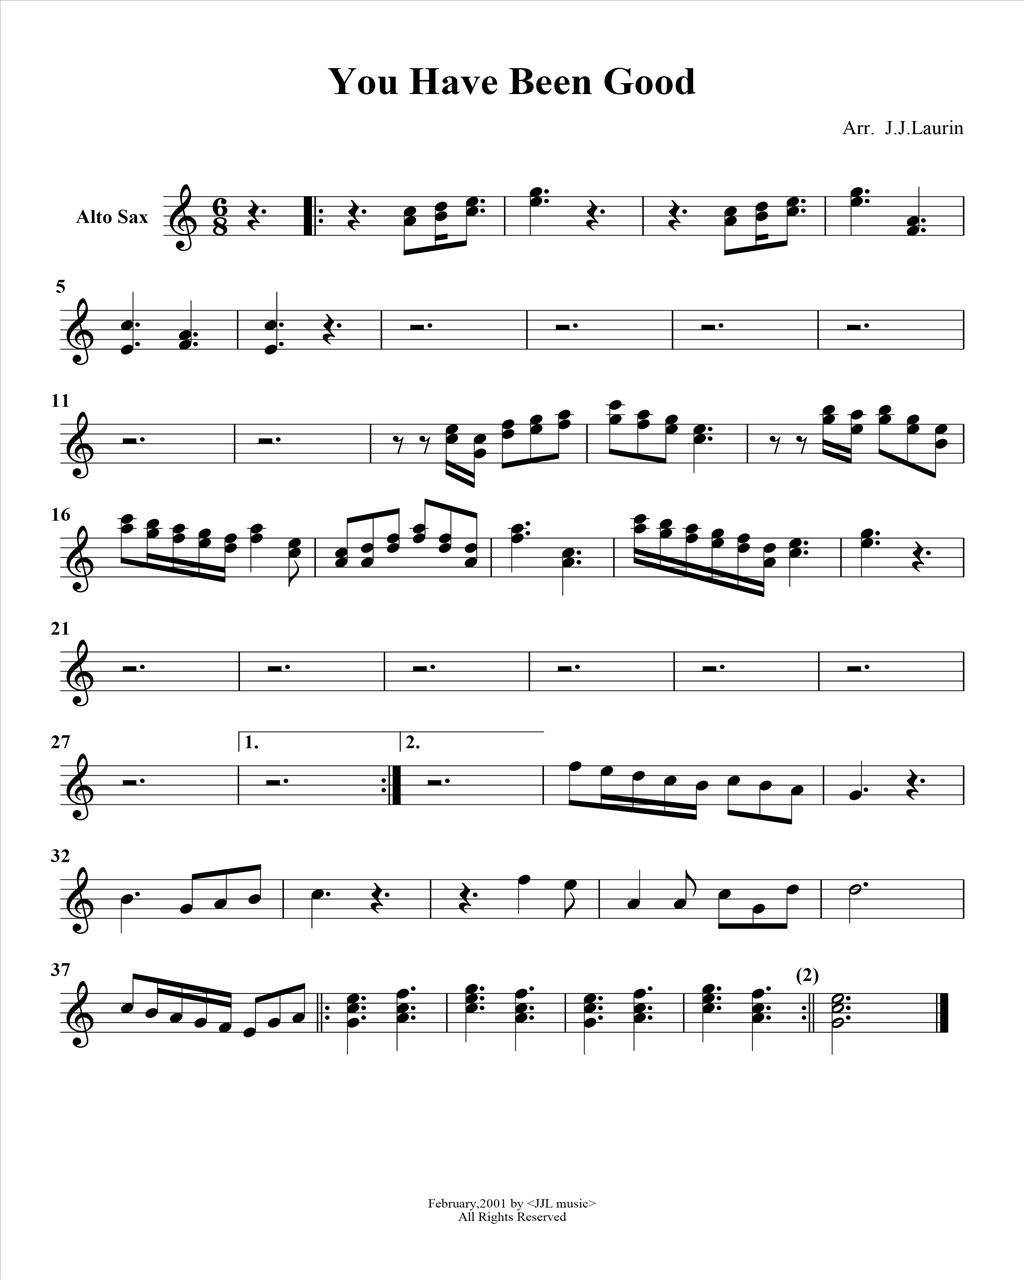 You Have Been Good
Arr. J.J.Laurin
Alto Sax
6
8
5
11
16
21
27
1.
2.
32
37
(2)
February,2001 by <JJL music>
All Rights Reserved